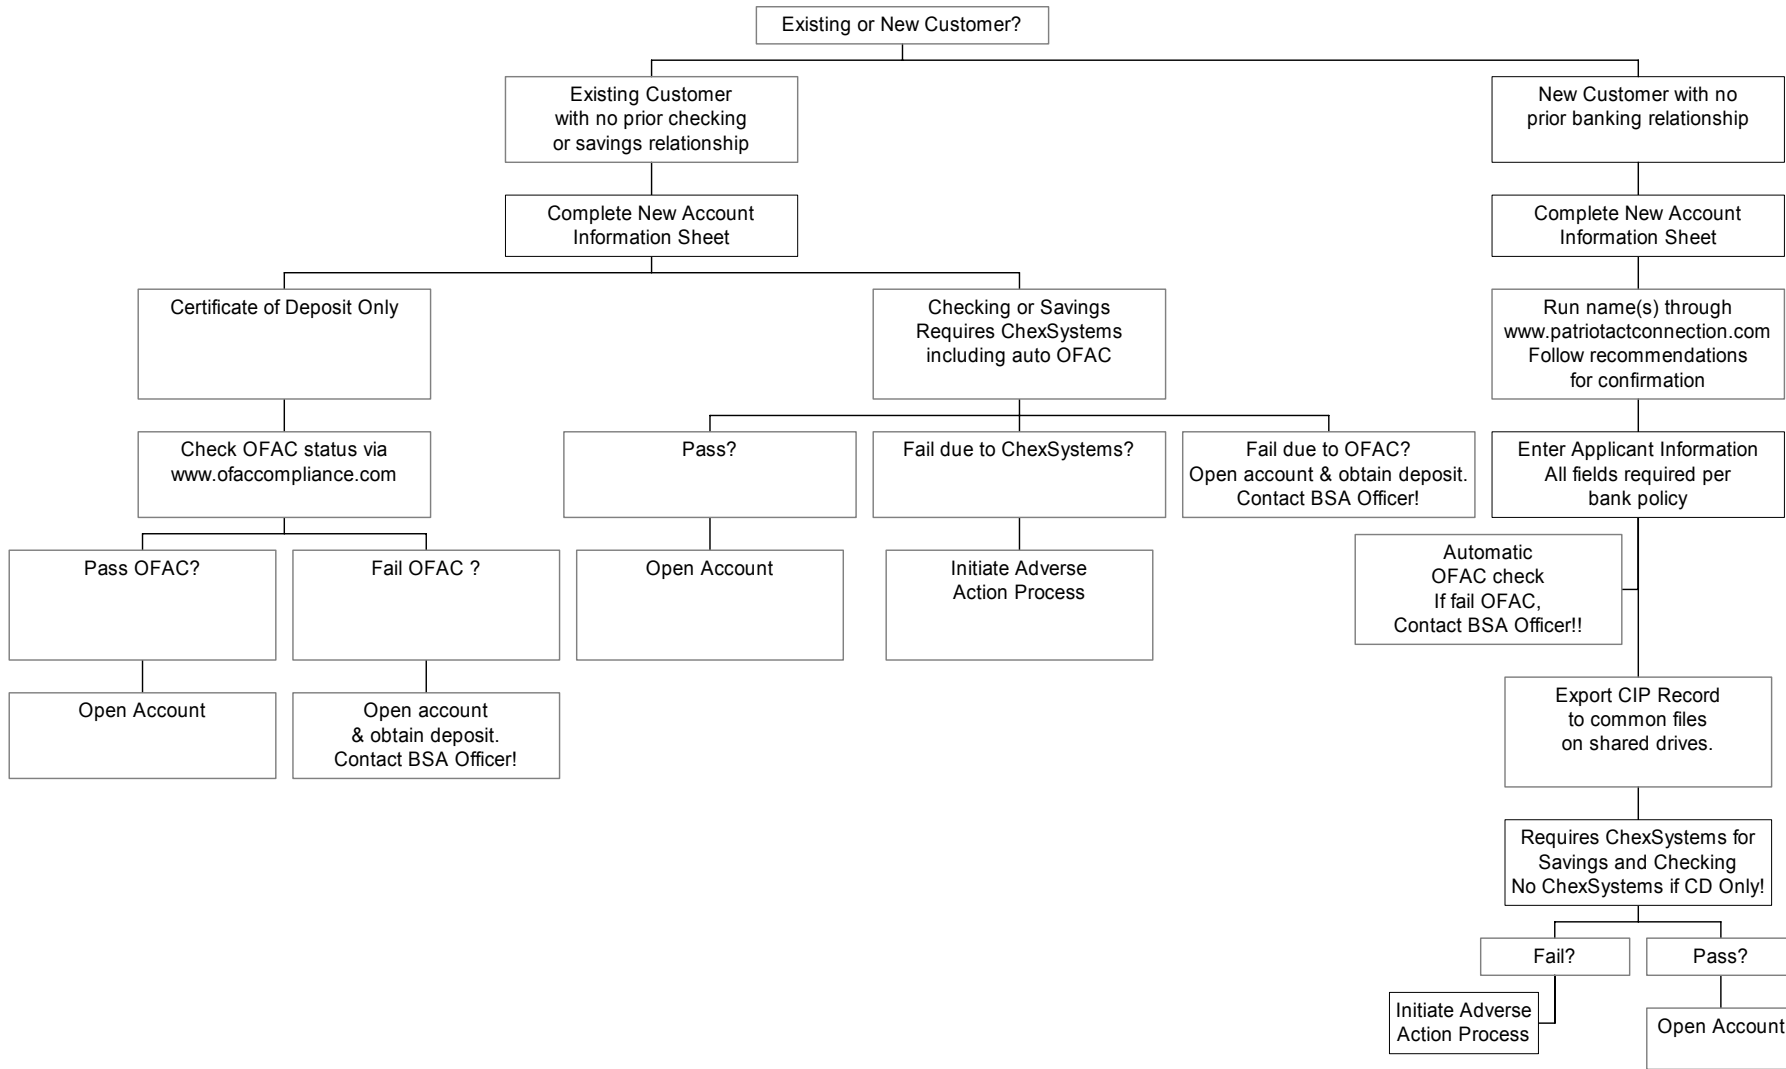 Existing or New Customer?
Existing Customer
with no prior checking
or savings relationship
New Customer with no
prior banking relationship
Complete New Account
Information Sheet
Complete New Account
Information Sheet
Certificate of Deposit Only
Checking or Savings
Requires ChexSystems
including auto OFAC
Run name(s) through
www.patriotactconnection.com
Follow recommendations
for confirmation
Check OFAC status via
www.ofaccompliance.com
Pass?
Fail due to ChexSystems?
Fail due to OFAC?
Open account & obtain deposit.
Contact BSA Officer!
Enter Applicant Information
All fields required per
bank policy
Pass OFAC?
Fail OFAC ?
Open Account
Initiate Adverse
Action Process
Automatic
OFAC check
If fail OFAC,
Contact BSA Officer!!
Open Account
Open account
& obtain deposit.
Contact BSA Officer!
Export CIP Record
to common files
on shared drives.
Requires ChexSystems for
Savings and Checking
No ChexSystems if CD Only!
Fail?
Pass?
Initiate Adverse
Action Process
Open Account